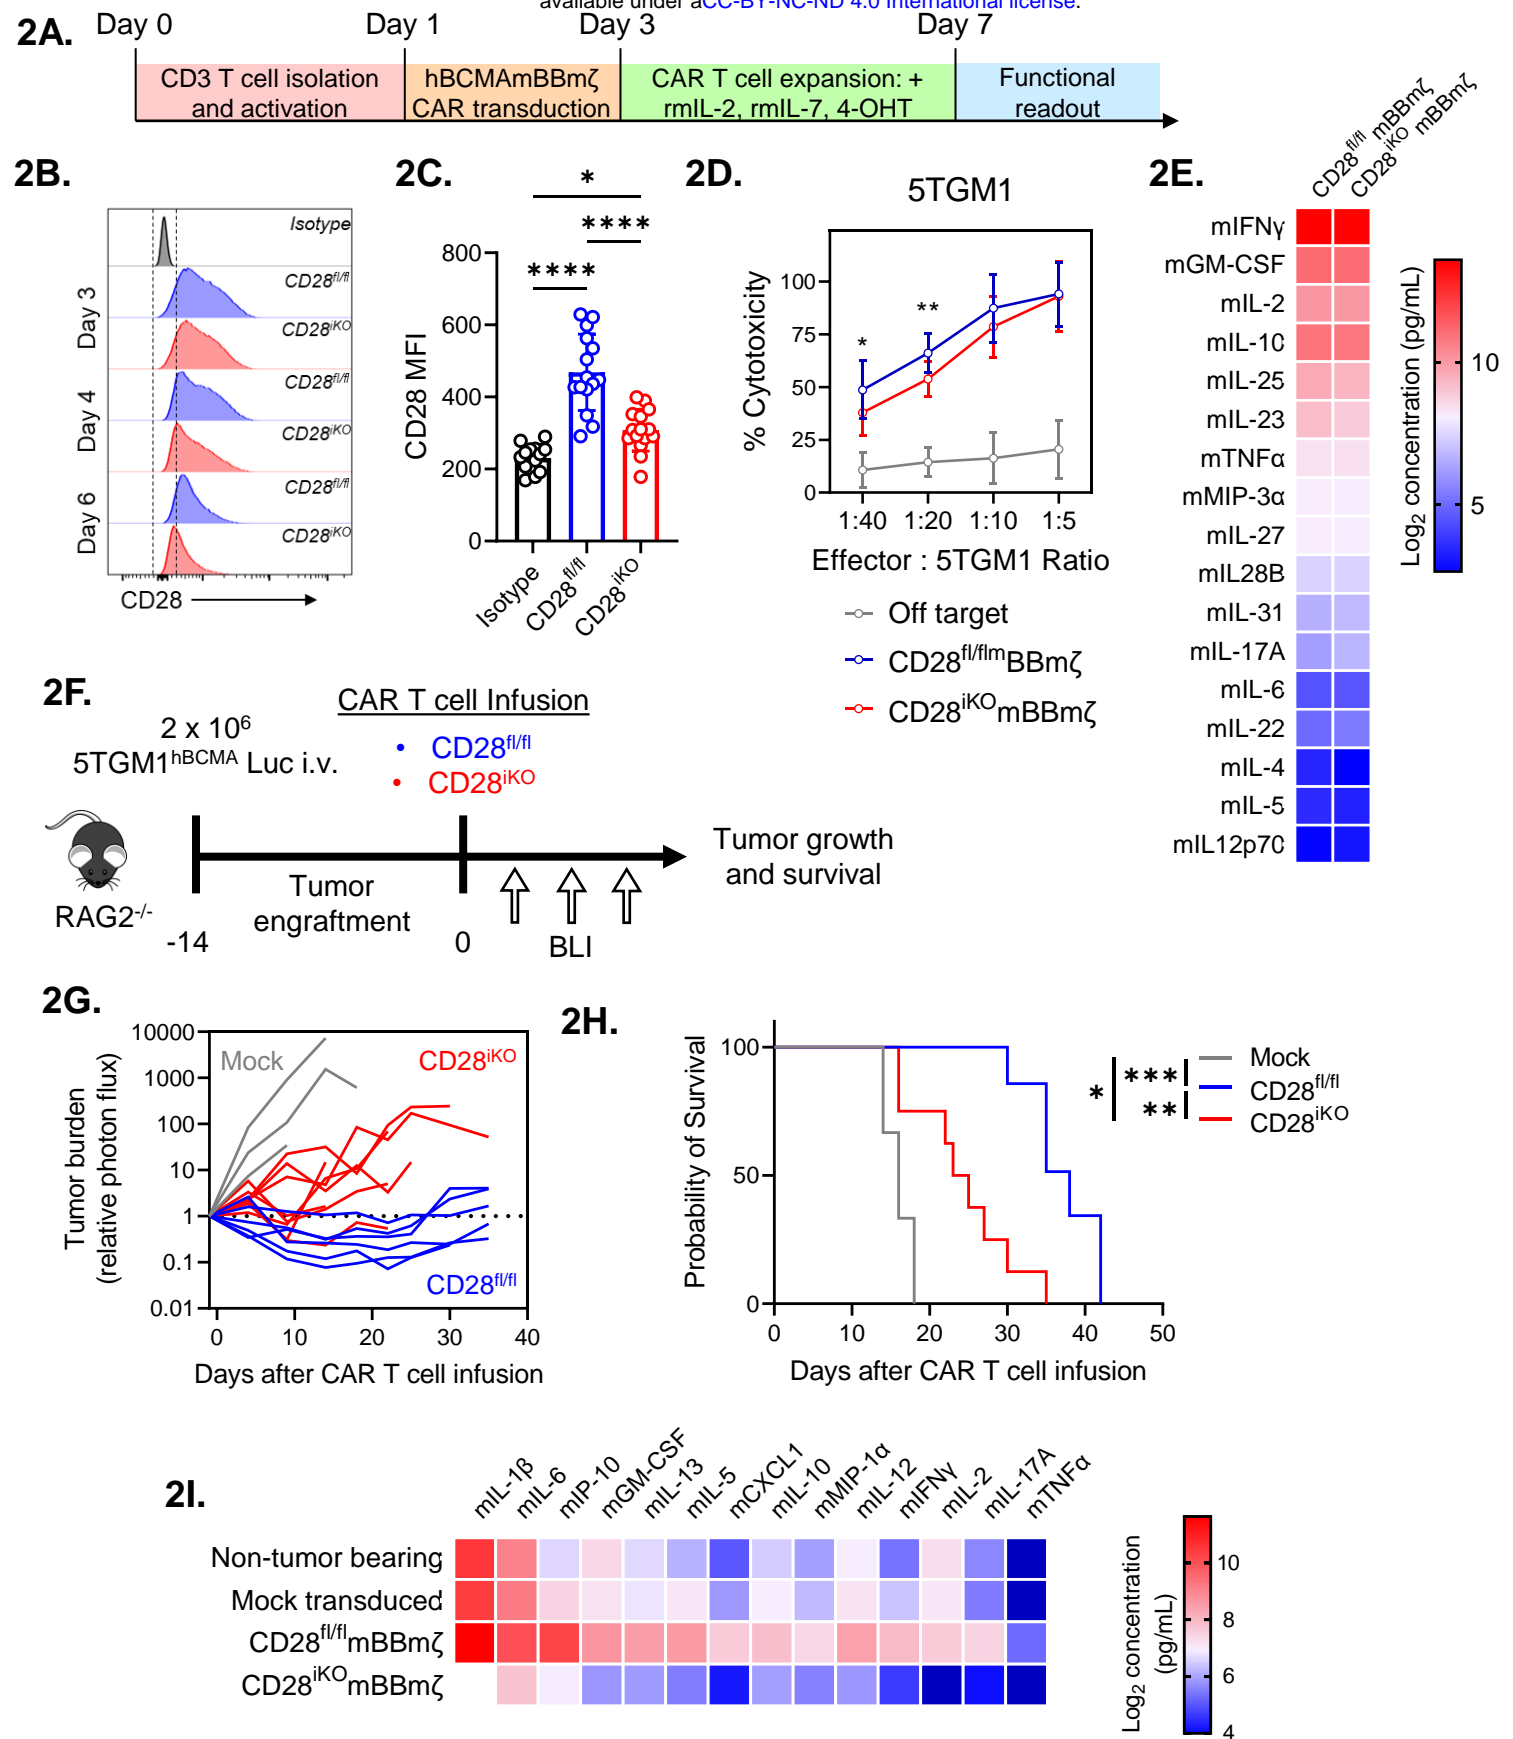 available under aCC-BY-NC-ND 4.0 International license.
2A.
Day 0 Day 1 Day 3 Day 7
CD3 T cell isolation
and activation
hBCMAmBBmζ
CAR transduction
CAR T cell expansion: +
rmIL-2, rmIL-7, 4-OHT
Functional
readout
2B.
Isotype
CD28fl/fl
CD28iKO
CD28fl/fl
CD28iKO
CD28fl/fl
CD28iKO
Day 3
Day 4
Day 6
CD28
2C.
*
****
****
CD28 MFI
800
600
400
200
0
Isotype
CD28fl/fl
CD28iKO
2D.
5TGM1
% Cytotoxicity
100
75
50
25
0
*
**
1:40 1:20 1:10 1:5
Effector : 5TGM1 Ratio
Off target
CD28fl/flmBBmζ
CD28iKOmBBmζ
2E.
CD28fl/fl mBBmζ
CD28iKO mBBmζ
mIFNγ
mGM-CSF
mIL-2
mIL-10
mIL-25
mIL-23
mTNFα
mMIP-3α
mIL-27
mIL28B
mIL-31
mIL-17A
mIL-6
mIL-22
mIL-4
mIL-5
mIL12p70
Log2 concentration (pg/mL)
10
5
2F.
2 x 10⁶
5TGM1hBCMA Luc i.v.
CAR T cell Infusion
• CD28fl/fl
• CD28iKO
RAG2-/-
-14
Tumor
engraftment
0
BLI
Tumor growth
and survival
2G.
Tumor burden
(relative photon flux)
10000
1000
100
10
1
0.1
0.01
Mock
CD28iKO
CD28fl/fl
0 10 20 30 40
Days after CAR T cell infusion
2H.
Probability of Survival
100
50
0
0 10 20 30 40 50
Days after CAR T cell infusion
*
***
**
Mock
CD28fl/fl
CD28iKO
2I.
mIL-1β
mIL-6
mIP-10
mGM-CSF
mIL-13
mIL-5
mCXCL1
mIL-10
mMIP-1α
mIL-12
mIFNγ
mIL-2
mIL-17A
mTNFα
Non-tumor bearing
Mock transduced
CD28fl/flmBBmζ
CD28iKOmBBmζ
Log2 concentration
(pg/mL)
10
8
6
4